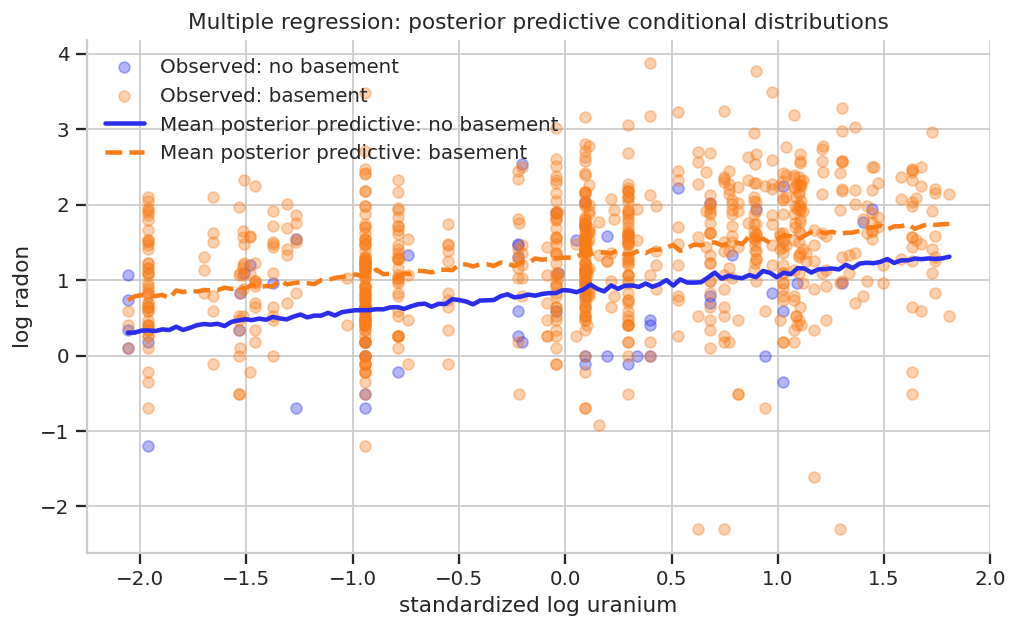 Multiple regression: posterior predictive conditional distributions
Observed: no basement
Observed: basement
Mean posterior predictive: no basement
Mean posterior predictive: basement
log radon
4
3
2
1
0
−1
−2
−2.0 −1.5 −1.0 −0.5 0.0 0.5 1.0 1.5 2.0
standardized log uranium